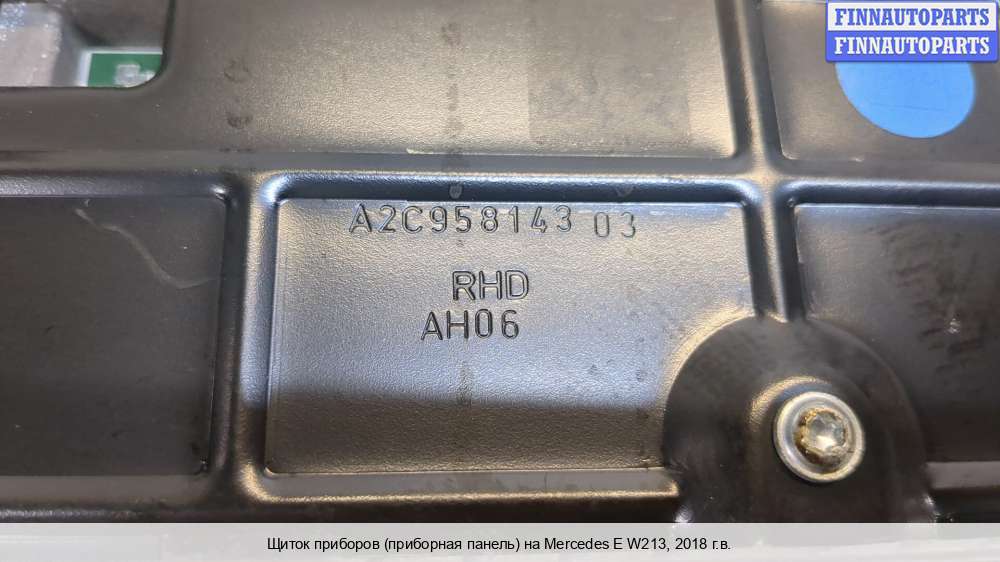 FINNAUTOPARTS
FINNAUTOPARTS
A2C958143 03
RHD
AH06
Щиток приборов (приборная панель) на Mercedes E W213, 2018 г.в.